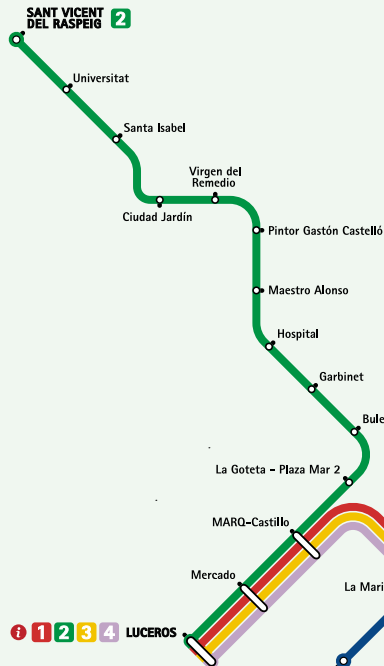 SANT VICENT
DEL RASPEIG 2
Universitat
Santa Isabel
Virgen del
Remedio
Ciudad Jardín
Pintor Gastón Castelló
Maestro Alonso
Hospital
Garbinet
Bule
La Goteta - Plaza Mar 2
MARQ-Castillo
Mercado
La Mari
i 1 2 3 4 LUCEROS